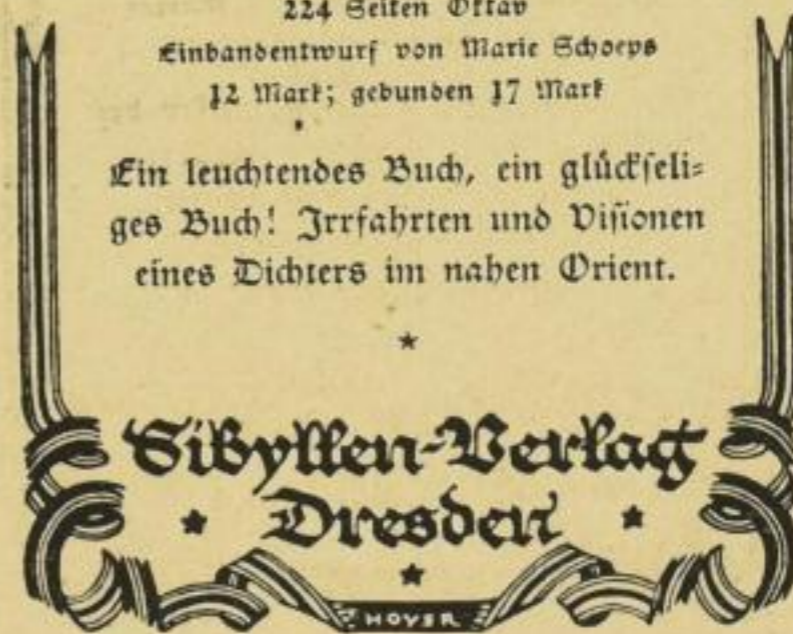 224 Seiten Oktav
Einbandentwurf von Marie Schoeps
12 Mark; gebunden 17 Mark
Ein leuchtendes Buch, ein glückseli-
ges Buch! Irrfahrten und Visionen
eines Dichters im nahen Orient.
Sibyllen-Verlag
Dresden
HOYER